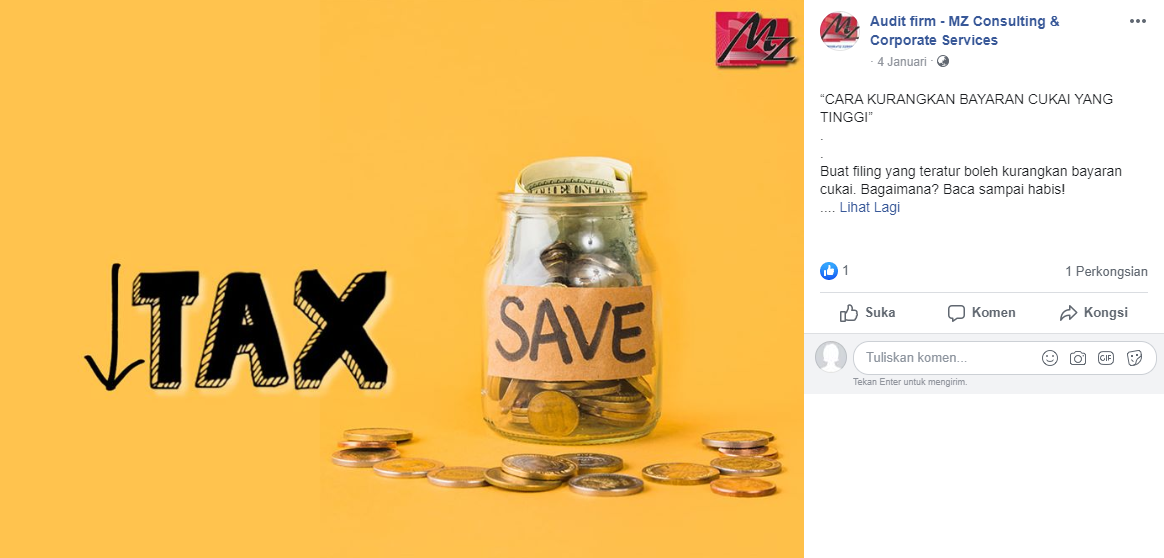 MZ
TAX
THE UNIT
SAVE
Audit firm - MZ Consulting &
Corporate Services
· 4 Januari ·
“CARA KURANGKAN BAYARAN CUKAI YANG
TINGGI”
.
.
Buat filing yang teratur boleh kurangkan bayaran
cukai. Bagaimana? Baca sampai habis!
.... Lihat Lagi
1
1 Perkongsian
Suka
Komen
Kongsi
Tuliskan komen...
GIF
Tekan Enter untuk mengirim.